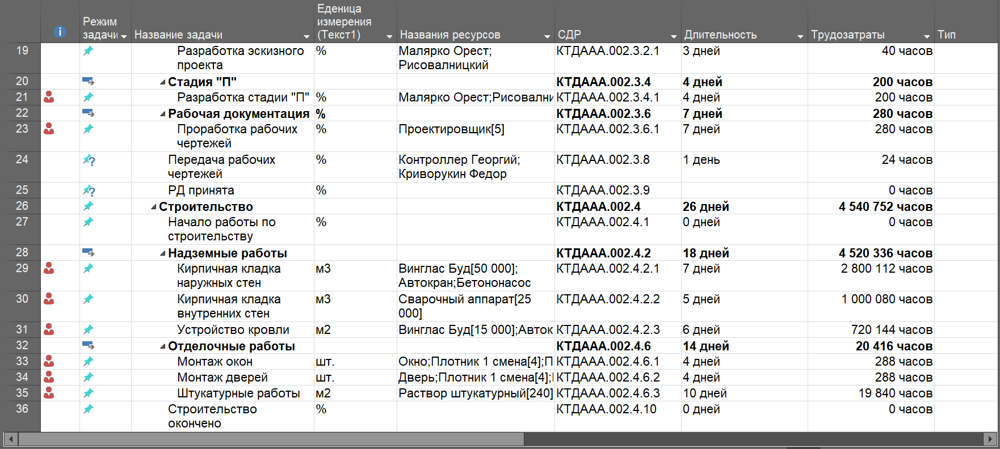 Режим задачи Название задачи Еденица измерения (Текст1) Названия ресурсов СДР Длительность Трудозатраты Тип
19 Разработка эскизного проекта % Малярко Орест; Рисовалницкий КТДААА.002.3.2.1 3 дней 40 часов
20 Стадия "П" КТДААА.002.3.4 4 дней 200 часов
21 Разработка стадии "П" % Малярко Орест;Рисовални КТДААА.002.3.4.1 4 дней 200 часов
22 Рабочая документация % КТДААА.002.3.6 7 дней 280 часов
23 Проработка рабочих чертежей % Проектировщик[5] КТДААА.002.3.6.1 7 дней 280 часов
24 Передача рабочих чертежей % Контроллер Георгий; Криворукин Федор КТДААА.002.3.8 1 день 24 часов
25 РД принята % КТДААА.002.3.9 0 часов
26 Строительство КТДААА.002.4 26 дней 4 540 752 часов
27 Начало работы по строительству % КТДААА.002.4.1 0 дней 0 часов
28 Надземные работы КТДААА.002.4.2 18 дней 4 520 336 часов
29 Кирпичная кладка наружных стен м3 Винглас Буд[50 000]; Автокран;Бетононасос КТДААА.002.4.2.1 7 дней 2 800 112 часов
30 Кирпичная кладка внутренних стен м3 Сварочный аппарат[25 000] КТДААА.002.4.2.2 5 дней 1 000 080 часов
31 Устройство кровли м2 Винглас Буд[15 000];Авток КТДААА.002.4.2.3 6 дней 720 144 часов
32 Отделочные работы КТДААА.002.4.6 14 дней 20 416 часов
33 Монтаж окон шт. Окно;Плотник 1 смена[4];П КТДААА.002.4.6.1 4 дней 288 часов
34 Монтаж дверей шт. Дверь;Плотник 1 смена[4]; КТДААА.002.4.6.2 4 дней 288 часов
35 Штукатурные работы м2 Раствор штукатурный[240] КТДААА.002.4.6.3 10 дней 19 840 часов
36 Строительство окончено % КТДААА.002.4.10 0 дней 0 часов